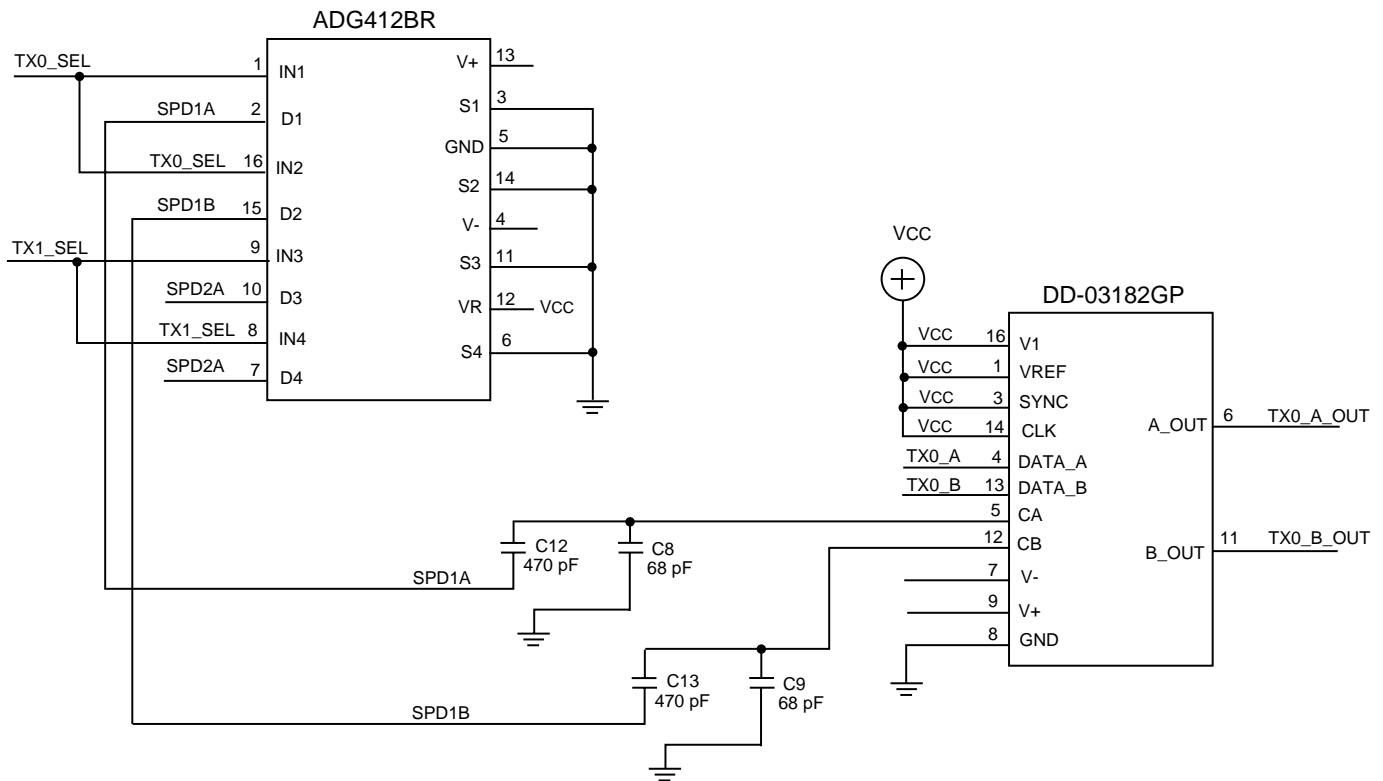 ADG412BR
TX0_SEL 1 IN1 V+ 13
SPD1A 2 D1 S1 3
GND 5
TX0_SEL 16 IN2 S2 14
SPD1B 15 D2 V- 4
TX1_SEL 9 IN3 S3 11
SPD2A 10 D3 VR 12 VCC
TX1_SEL 8 IN4 S4 6
SPD2A 7 D4
VCC
DD-03182GP
VCC 16 V1
VCC 1 VREF
VCC 3 SYNC
VCC 14 CLK A_OUT 6 TX0_A_OUT
TX0_A 4 DATA_A
TX0_B 13 DATA_B
5 CA
12 CB B_OUT 11 TX0_B_OUT
7 V-
9 V+
8 GND
C12
470 pF
C8
68 pF
SPD1A
C13
470 pF
C9
68 pF
SPD1B